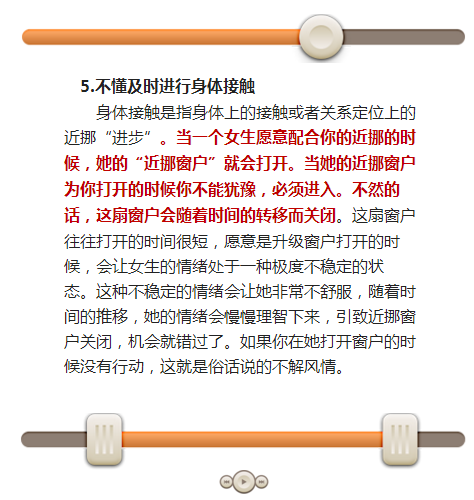 5.不懂及时进行身体接触
身体接触是指身体上的接触或者关系定位上的
近挪“进步”。当一个女生愿意配合你的近挪的时
候，她的“近挪窗户”就会打开。当她的近挪窗户
为你打开的时候你不能犹豫，必须进入。不然的
话，这扇窗户会随着时间的转移而关闭。这扇窗户
往往打开的时间很短，愿意是升级窗户打开的时
候，会让女生的情绪处于一种极度不稳定的状
态。这种不稳定的情绪会让她非常不舒服，随着时
间的推移，她的情绪会慢慢理智下来，引致近挪窗
户关闭，机会就错过了。如果你在她打开窗户的时
候没有行动，这就是俗话说的不解风情。